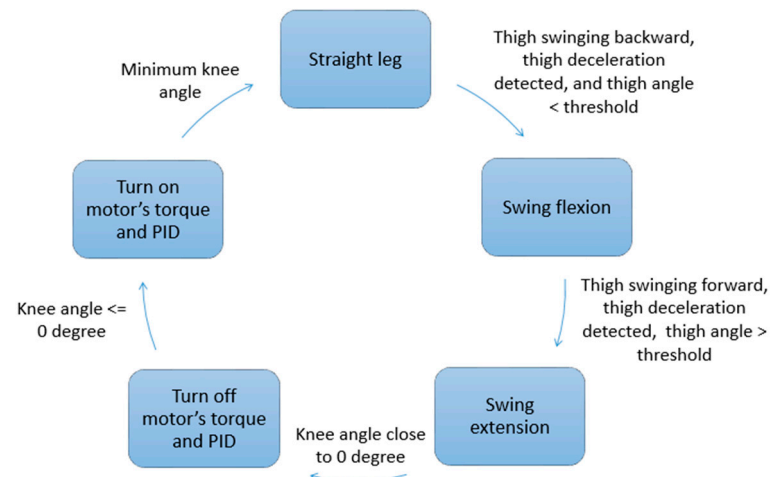 Straight leg
Thigh swinging backward,
thigh deceleration
detected, and thigh angle
< threshold
Swing flexion
Thigh swinging forward,
thigh deceleration
detected, thigh angle >
threshold
Swing
extension
Knee angle close
to 0 degree
Turn off
motor’s torque
and PID
Knee angle <=
0 degree
Turn on
motor’s torque
and PID
Minimum knee
angle